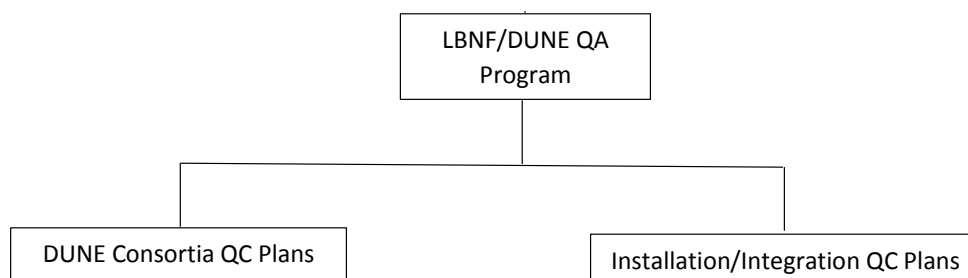 LBNF/DUNE QA
Program
DUNE Consortia QC Plans
Installation/Integration QC Plans